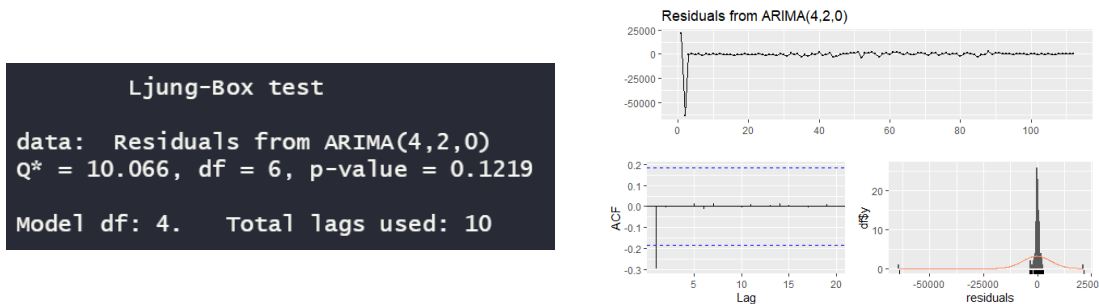 Ljung-Box test
data:  Residuals from ARIMA(4,2,0)
Q* = 10.066, df = 6, p-value = 0.1219
Model df: 4.   Total lags used: 10
Residuals from ARIMA(4,2,0)
25000
0
-25000
-50000
0 20 40 60 80 100
ACF
0.2
0.1
0.0
-0.1
-0.2
-0.3
5 10 15 20
Lag
df$y
20
10
0
-50000 -25000 0 2500
residuals